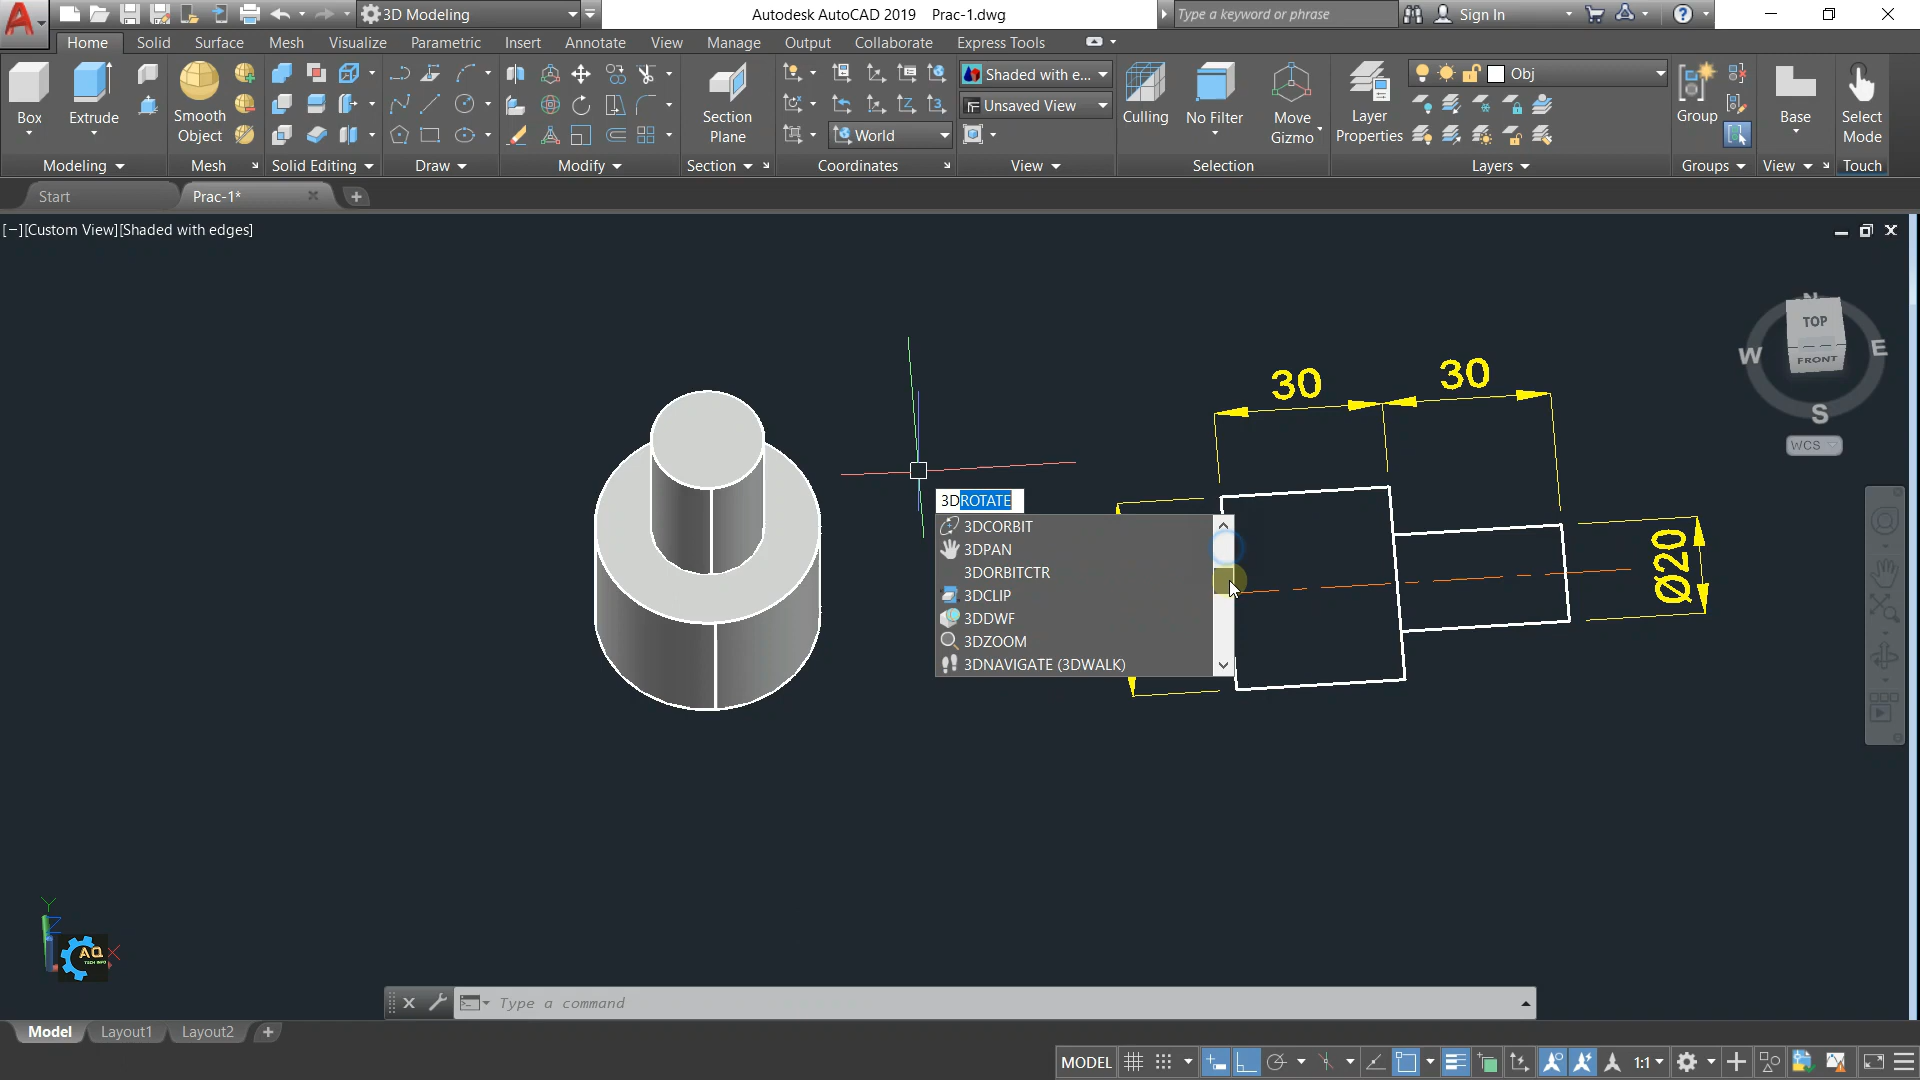 3D Modeling
Autodesk AutoCAD 2019 Prac-1.dwg
Type a keyword or phrase
Sign In
Home Solid Surface Mesh Visualize Parametric Insert Annotate View Manage Output Collaborate Express Tools
Box
Extrude
Smooth Object
Section Plane
World
Shaded with e...
Unsaved View
Culling
No Filter
Move Gizmo
Layer Properties
Obj
Group
Base
Select Mode
Modeling Mesh Solid Editing Draw Modify Section Coordinates View Selection Layers Groups View Touch
Start
Prac-1*
[−][Custom View][Shaded with edges]
N
W
E
S
TOP
FRONT
WCS
30
30
Ø20
3DROTATE
3DCORBIT
3DPAN
3DORBITCTR
3DCLIP
3DDWF
3DZOOM
3DNAVIGATE (3DWALK)
Y
Z
X
AQ
TECH INFO
Type a command
Model Layout1 Layout2
MODEL
1:1